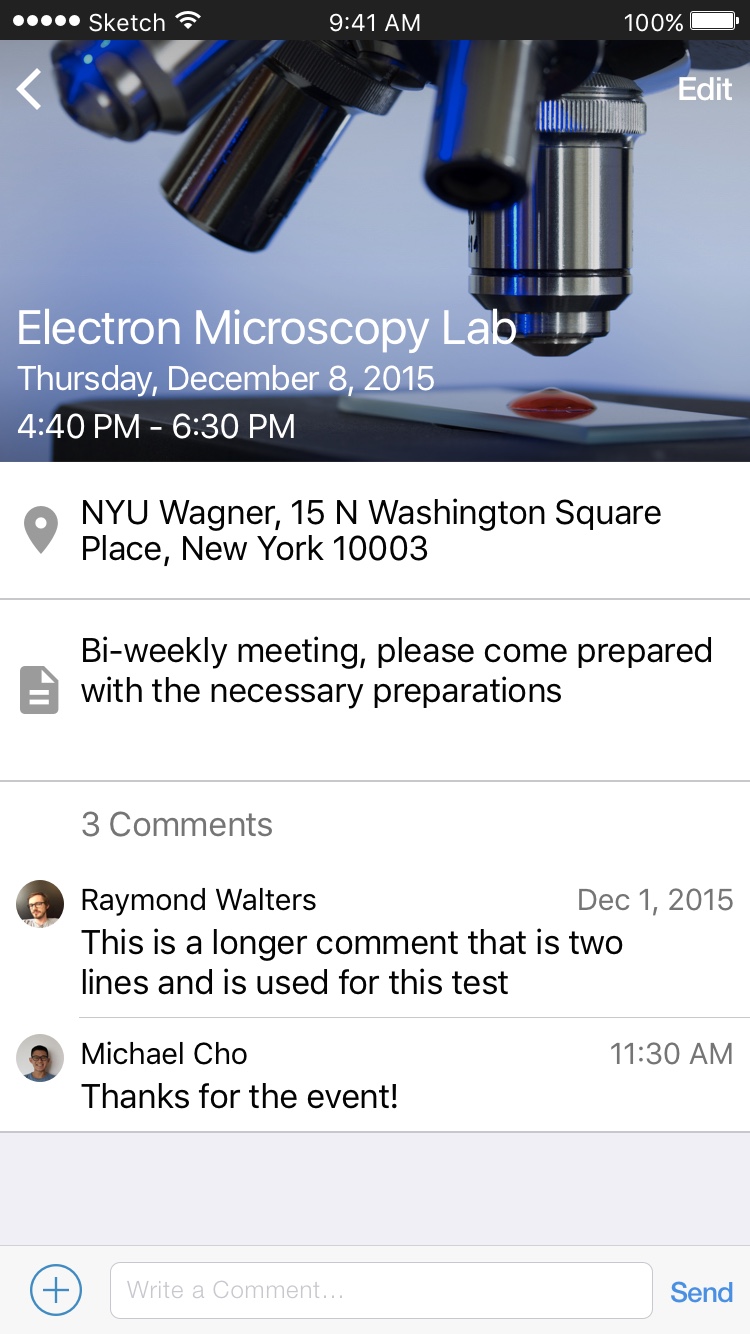 Sketch 9:41 AM 100%
Edit
Electron Microscopy Lab
Thursday, December 8, 2015
4:40 PM - 6:30 PM
NYU Wagner, 15 N Washington Square
Place, New York 10003
Bi-weekly meeting, please come prepared
with the necessary preparations
3 Comments
Raymond Walters Dec 1, 2015
This is a longer comment that is two
lines and is used for this test
Michael Cho 11:30 AM
Thanks for the event!
Write a Comment...
Send